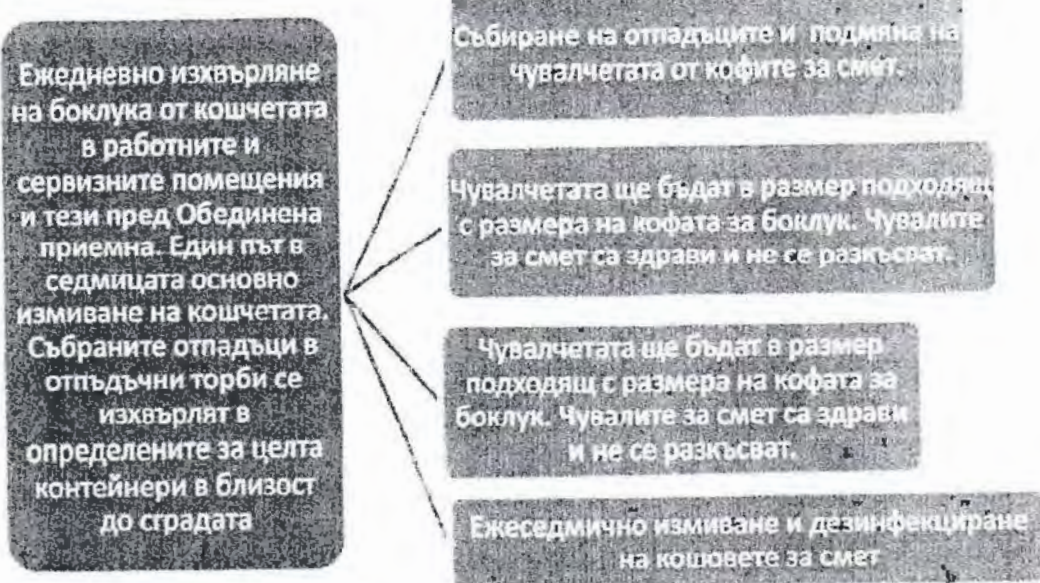 Ежедневно изхвърляне
на боклука от кошчетата
в работните и
сервизните помещения
и тези пред Обединена
приемна. Един път в
седмицата основно
измиване на кошчетата.
Събраните отпадъци в
отпъдъчни торби се
изхвърлят в
определените за целта
контейнери в близост
до сградата
Събиране на отпадъците и подмяна на
чувалчетата от кофите за смет.
Чувалчетата ще бъдат в размер подходящ
с размера на кофата за боклук. Чувалите
за смет са здрави и не се разкъсват.
Чувалчетата ще бъдат в размер
подходящ с размера на кофата за
боклук. Чувалите за смет са здрави
и не се разкъсват.
Ежеседмично измиване и дезинфекциране
на кошовете за смет